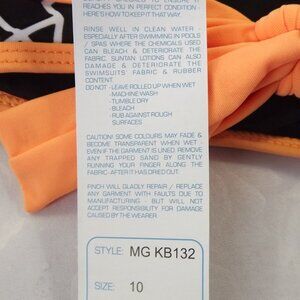 REACHES YOU IN PERFECT CONDITION -
HERE'S HOW TO KEEP IT THAT WAY.
RINSE WELL IN CLEAN WATER -
ESPECIALLY AFTER SWIMMING IN POOLS
/ SPAS WHERE THE CHEMICALS USED
CAN BLEACH & DETERIORATE THE
FABRIC. SUNTAN LOTIONS CAN ALSO
DAMAGE & DETERIORATE THE
SWIMSUITS FABRIC & RUBBER
CONTENT.
DO NOT - LEAVE ROLLED UP WHEN WET
- MACHINE WASH
- TUMBLE DRY
- BLEACH
- RUB AGAINST ROUGH
SURFACES
CAUTION! SOME COLOURS MAY FADE &
BECOME TRANSPARENT WHEN WET -
EVEN IF THE GARMENT IS LINED. REMOVE
ANY TRAPPED SAND BY GENTLY
RUNNING YOUR FINGER ALONG THE
FABRIC - AFTER IT HAS DRIED OUT.
PINCH WILL GLADLY REPAIR / REPLACE
ANY GARMENT WITH FAULTS DUE TO
MANUFACTURING - BUT WILL NOT
ACCEPT RESPONSIBILITY FOR DAMAGE
CAUSED BY THE WEARER.
STYLE: MG KB132
SIZE: 10